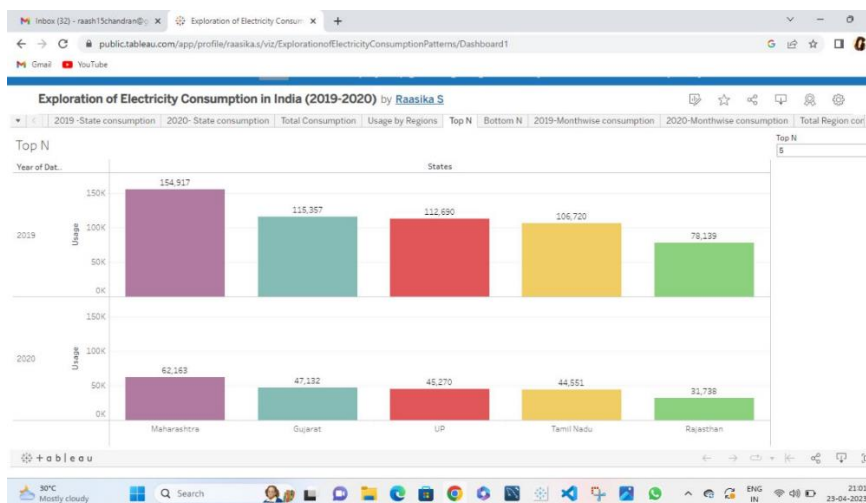 Inbox (32) - raash15chandran@g
Exploration of Electricity Consum
public.tableau.com/app/profile/raasika.s/viz/ExplorationofElectricityConsumptionPatterns/Dashboard1
Gmail YouTube
Exploration of Electricity Consumption in India (2019-2020) by Raasika S
2019 -State consumption 2020- State consumption Total Consumption Usage by Regions Top N Bottom N 2019-Monthwise consumption 2020-Monthwise consumption Total Region con
Top N
Top N
5
Year of Dat..
States
2019
Usage
150K
100K
50K
0K
154,917
115,357
112,690
106,720
78,139
2020
Usage
150K
100K
50K
0K
62,163
47,132
45,270
44,551
31,738
Maharashtra Gujarat UP Tamil Nadu Rajasthan
+ a b l e a u
30°C
Mostly cloudy
Search
ENG
IN
21:01